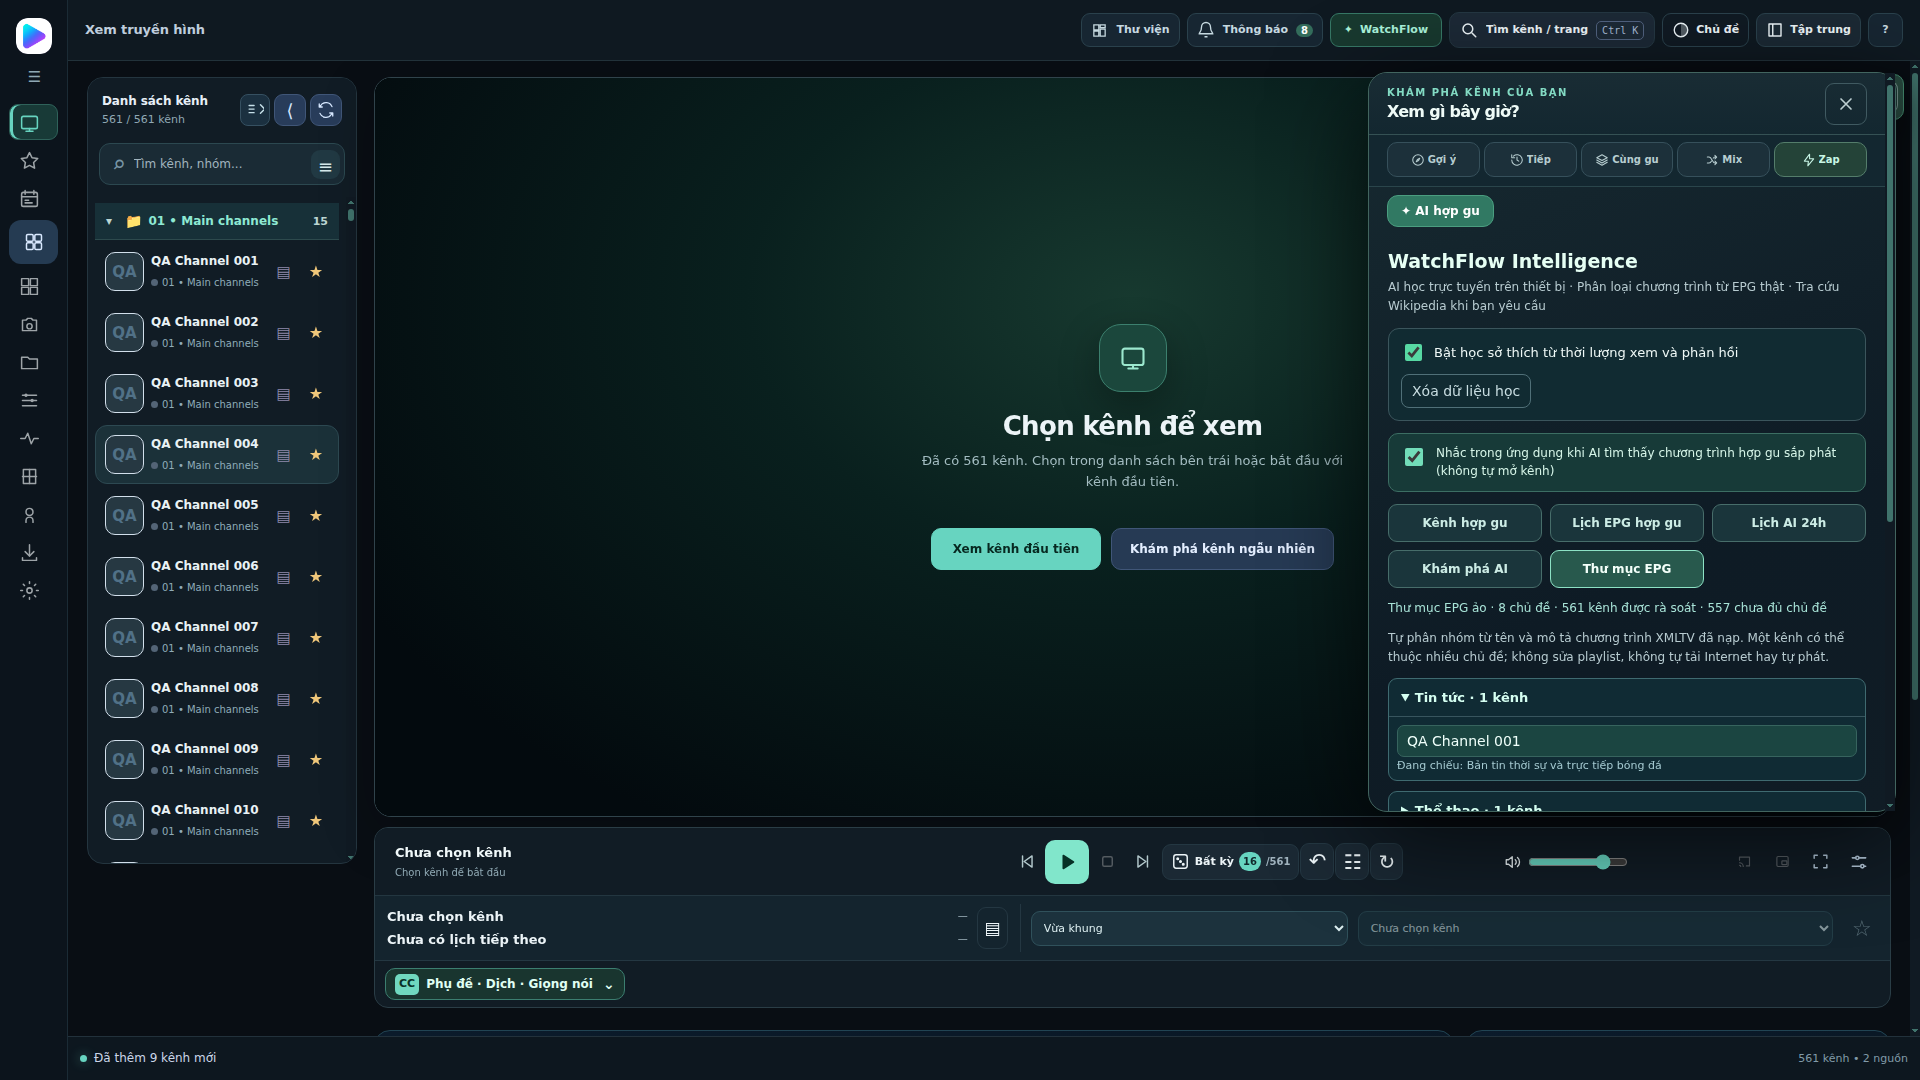 Xem truyền hình
Thư viện
Thông báo 8
✦ WatchFlow
Tìm kênh / trang Ctrl K
Chủ đề
Tập trung
?
Danh sách kênh
561 / 561 kênh
Tìm kênh, nhóm...
01 • Main channels 15
QA QA Channel 001
01 • Main channels
QA QA Channel 002
01 • Main channels
QA QA Channel 003
01 • Main channels
QA QA Channel 004
01 • Main channels
QA QA Channel 005
01 • Main channels
QA QA Channel 006
01 • Main channels
QA QA Channel 007
01 • Main channels
QA QA Channel 008
01 • Main channels
QA QA Channel 009
01 • Main channels
QA QA Channel 010
01 • Main channels
Chọn kênh để xem
Đã có 561 kênh. Chọn trong danh sách bên trái hoặc bắt đầu với
kênh đầu tiên.
Xem kênh đầu tiên
Khám phá kênh ngẫu nhiên
KHÁM PHÁ KÊNH CỦA BẠN
Xem gì bây giờ?
Gợi ý
Tiếp
Cùng gu
Mix
Zap
✦ AI hợp gu
WatchFlow Intelligence
AI học trực tuyến trên thiết bị · Phân loại chương trình từ EPG thật · Tra cứu
Wikipedia khi bạn yêu cầu
Bật học sở thích từ thời lượng xem và phản hồi
Xóa dữ liệu học
Nhắc trong ứng dụng khi AI tìm thấy chương trình hợp gu sắp phát
(không tự mở kênh)
Kênh hợp gu
Lịch EPG hợp gu
Lịch AI 24h
Khám phá AI
Thư mục EPG
Thư mục EPG ảo · 8 chủ đề · 561 kênh được rà soát · 557 chưa đủ chủ đề
Tự phân nhóm từ tên và mô tả chương trình XMLTV đã nạp. Một kênh có thể
thuộc nhiều chủ đề; không sửa playlist, không tự tải Internet hay tự phát.
▼ Tin tức · 1 kênh
QA Channel 001
Đang chiếu: Bản tin thời sự và trực tiếp bóng đá
▶ Thể thao · 1 kênh
Chưa chọn kênh
Chọn kênh để bắt đầu
Bất kỳ 16 /561
Chưa chọn kênh —
Chưa có lịch tiếp theo —
Vừa khung
Chưa chọn kênh
CC Phụ đề · Dịch · Giọng nói
Đã thêm 9 kênh mới
561 kênh • 2 nguồn